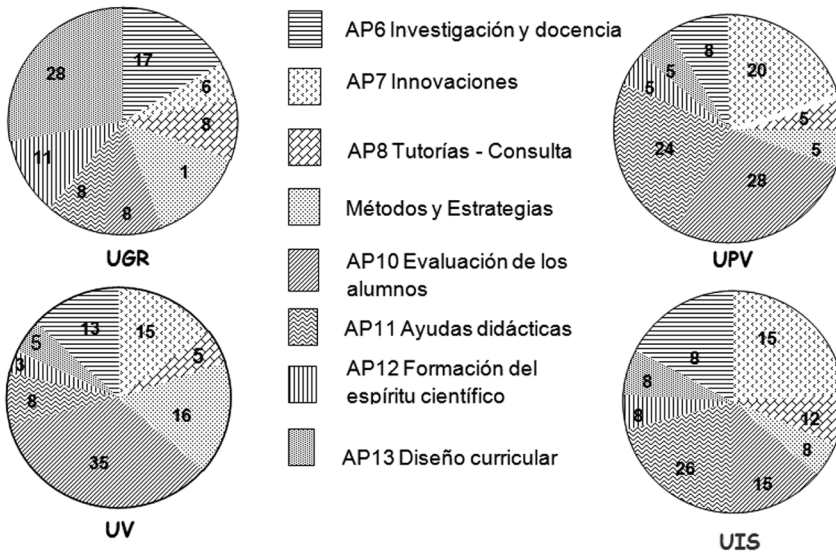 17
28
6
8
11
1
8
8
UGR
AP6 Investigación y docencia
AP7 Innovaciones
AP8 Tutorías - Consulta
Métodos y Estrategias
AP10 Evaluación de los
alumnos
AP11 Ayudas didácticas
AP12 Formación del
espíritu científico
AP13 Diseño curricular
8
20
5
5
5
5
24
28
UPV
13
15
5
5
3
8
16
35
UV
15
8
8
12
8
8
26
15
UIS